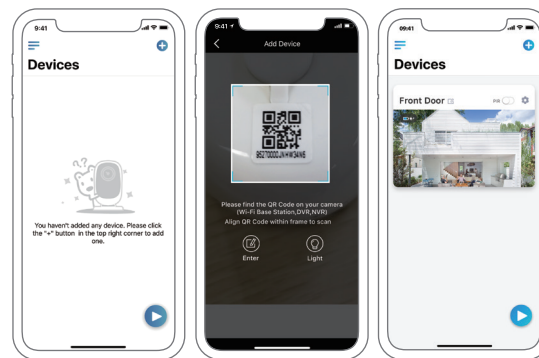 9:41
Devices
You haven't added any device. Please click
the "+" button in the top right corner to add
one.
9:41
Add Device
Please find the QR Code on your camera
(Wi-Fi Base Station,DVR,NVR)
Align QR Code within frame to scan
Enter Light
09:41
Devices
Front Door PIR